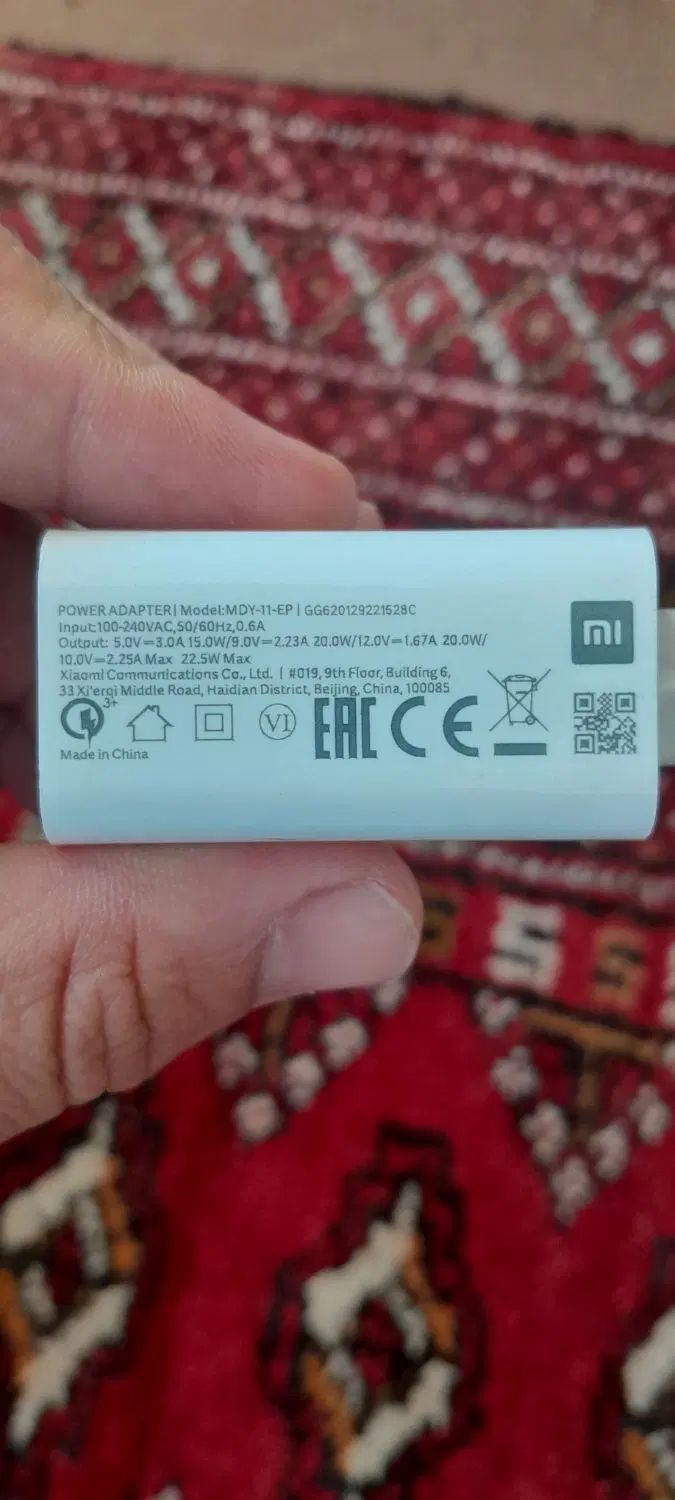 POWER ADAPTER | Model:MDY-11-EP | GG620129221528C
Input:100-240VAC,50/60Hz,0.6A
Output: 5.0V⎓3.0A 15.0W/9.0V⎓2.23A 20.0W/12.0V⎓1.67A 20.0W/
10.0V⎓2.25A Max 22.5W Max
Xiaomi Communications Co., Ltd. | #019, 9th Floor, Building 6,
33 Xi'erqi Middle Road, Haidian District, Beijing, China, 100085
3+
VI
EAC CE
Made in China
mi